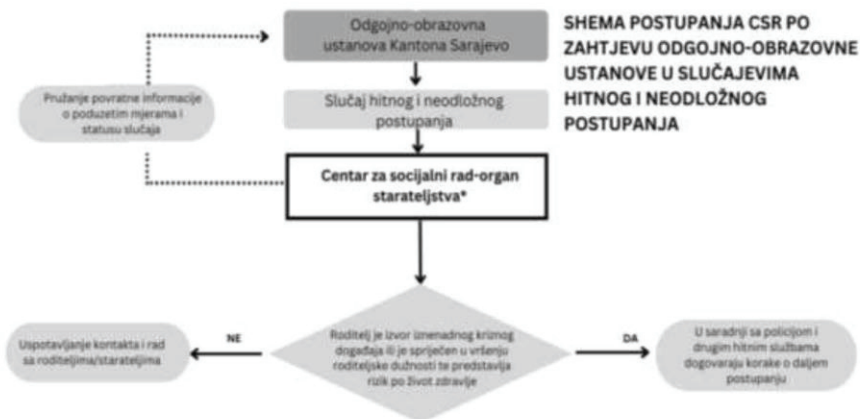 Odgojno-obrazovna
ustanova Kantona Sarajevo
SHEMA POSTUPANJA CSR PO
ZAHTJEVU ODGOJNO-OBRAZOVNE
USTANOVE U SLUČAJEVIMA
HITNOG I NEODLOŽNOG
POSTUPANJA
Pružanje povratne informacije
o poduzetim mjerama i
statusu slučaja
Slučaj hitnog i neodložnog
postupanja
Centar za socijalni rad-organ
starateljstva*
Roditelj je izvor iznenadnog kriznog
događaja ili je spriječen u vršenju
roditeljske dužnosti te predstavlja
rizik po život zdravlje
NE
Uspotavljanje kontakta i rad
sa roditeljima/starateljima
DA
U saradnji sa policijom i
drugim hitnim službama
dogovaraju korake o daljem
postupanju